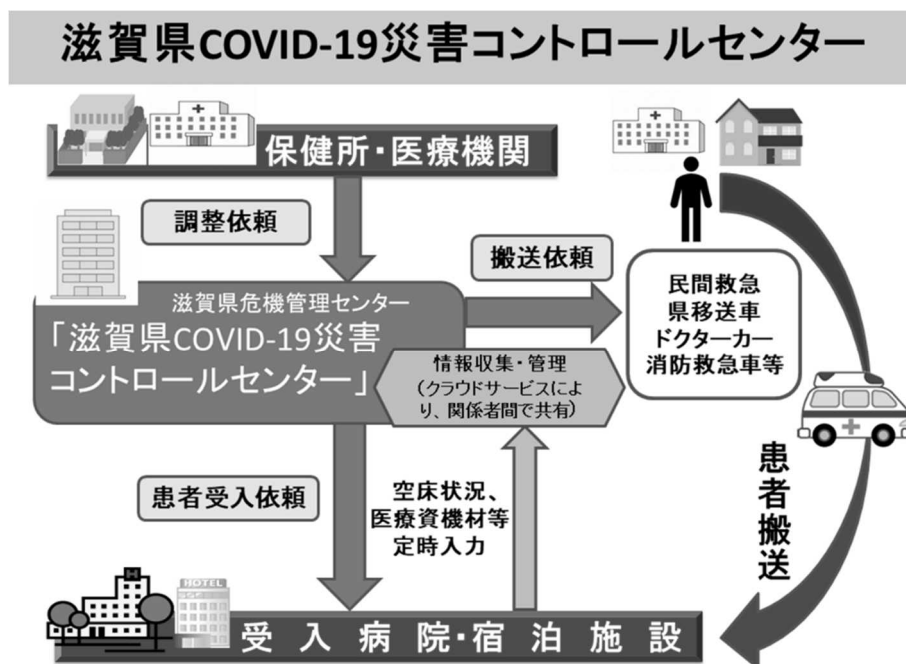 滋賀県COVID-19災害コントロールセンター
保健所・医療機関
調整依頼
搬送依頼
滋賀県危機管理センター
「滋賀県COVID-19災害
コントロールセンター」
民間救急
県移送車
ドクターカー
消防救急車等
情報収集・管理
(クラウドサービスによ
り、関係者間で共有)
患者受入依頼
空床状況、
医療資機材等
定時入力
患者搬送
H
HOTEL
受入病院・宿泊施設